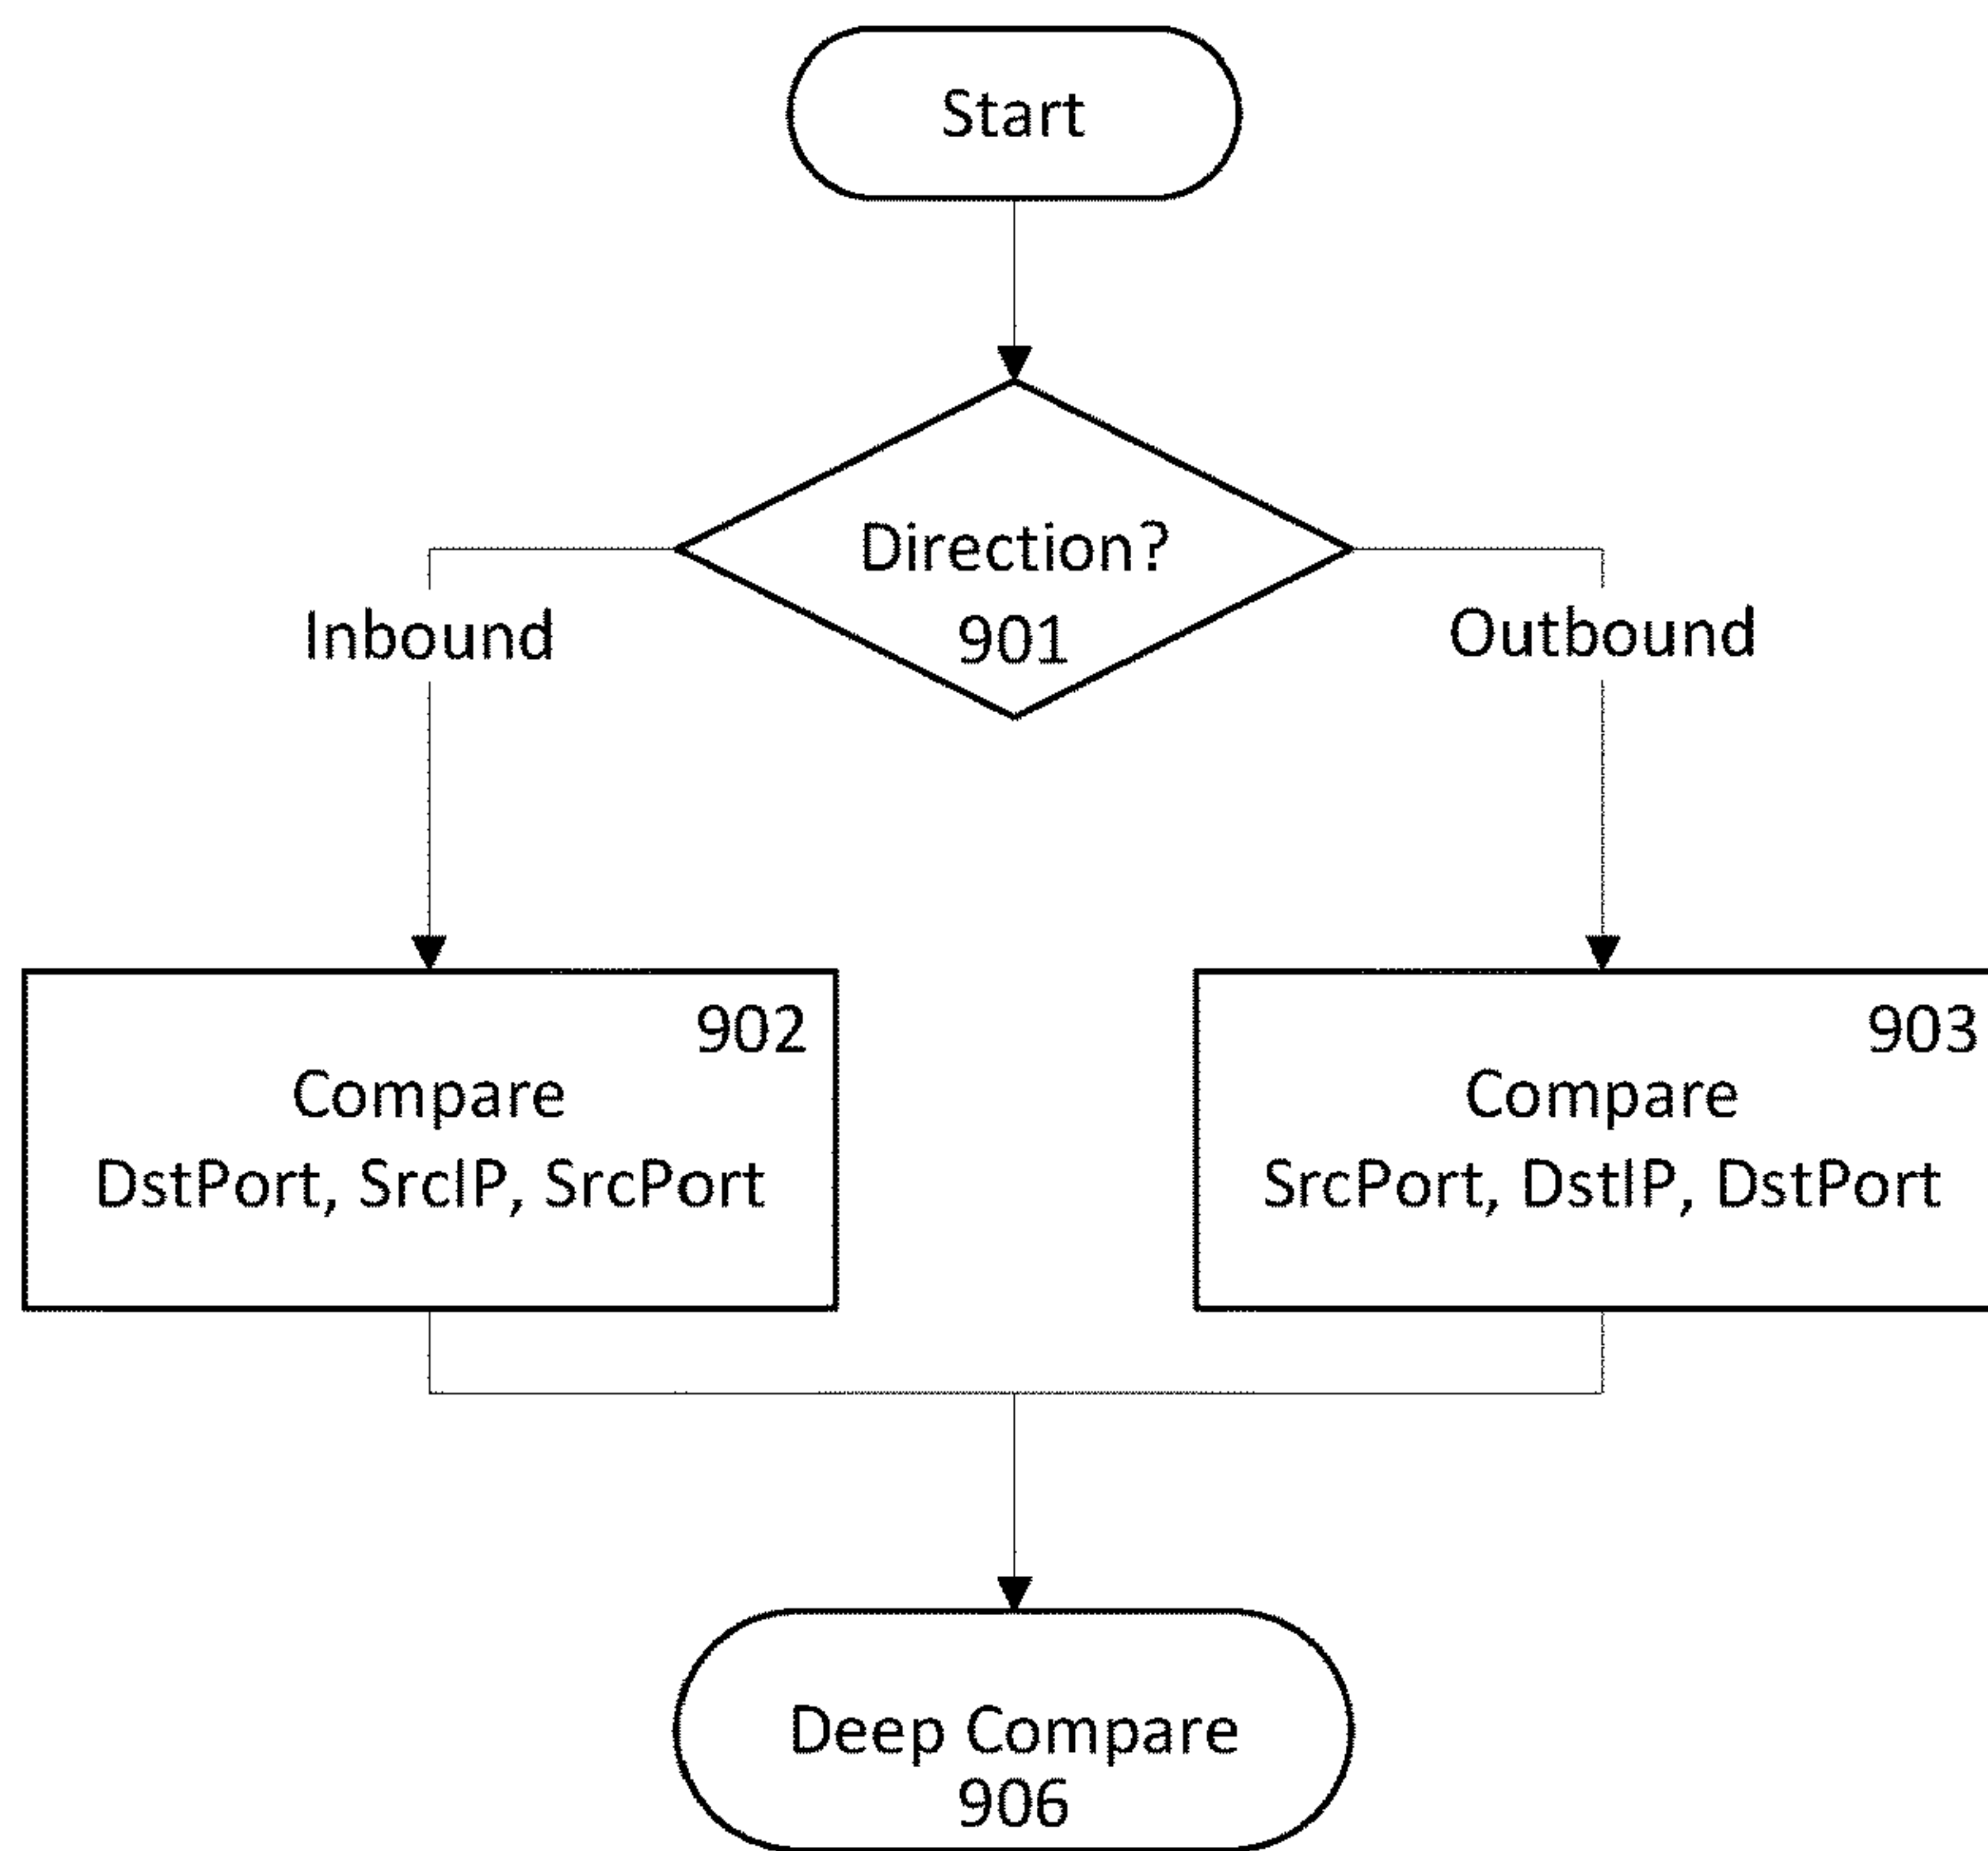 Start
Direction?
901
Inbound
Outbound
902
Compare
DstPort, SrcIP, SrcPort
903
Compare
SrcPort, DstIP, DstPort
Deep Compare
906